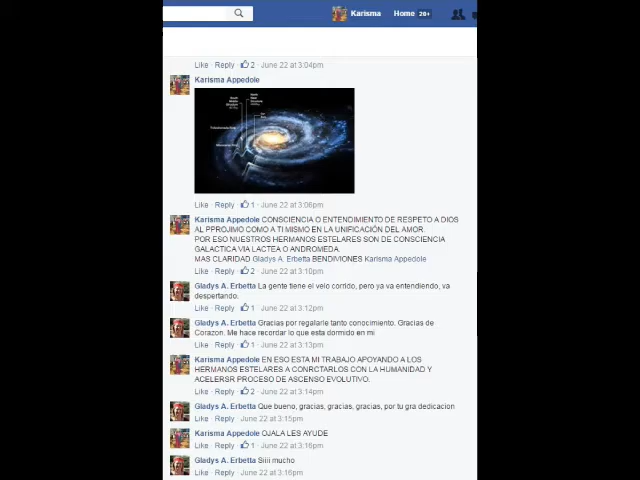 Karisma Home 20+
Like · Reply · 2 · June 22 at 3:04pm
Karisma Appedole
Like · Reply · 1 · June 22 at 3:06pm
Karisma Appedole CONSCIENCIA O ENTENDIMIENTO DE RESPETO A DIOS
AL PPROJIMO COMO A TI MISMO EN LA UNIFICACIÓN DEL AMOR.
POR ESO NUESTROS HERMANOS ESTELARES SON DE CONSCIENCIA
GALACTICA VIA LACTEA O ANDROMEDA.
MAS CLARIDAD Gladys A. Erbetta BENDIVIONES Karisma Appedole
Like · Reply · 2 · June 22 at 3:10pm
Gladys A. Erbetta La gente tiene el velo corrido, pero ya va entendiendo, va
despertando.
Like · Reply · 1 · June 22 at 3:12pm
Gladys A. Erbetta Gracias por regalarle tanto conocimiento. Gracias de
Corazon. Me hace recordar lo que esta dormido en mi
Like · Reply · 1 · June 22 at 3:13pm
Karisma Appedole EN ESO ESTA MI TRABAJO APOYANDO A LOS
HERMANOS ESTELARES A CONRCTARLOS CON LA HUMANIDAD Y
ACELERSR PROCESO DE ASCENSO EVOLUTIVO.
Like · Reply · 2 · June 22 at 3:14pm
Gladys A. Erbetta Que bueno, gracias, gracias, gracias, por tu gra dedicacion
Like · Reply · June 22 at 3:15pm
Karisma Appedole OJALA LES AYUDE
Like · Reply · 1 · June 22 at 3:16pm
Gladys A. Erbetta Siiii mucho
Like · Reply · June 22 at 3:16pm